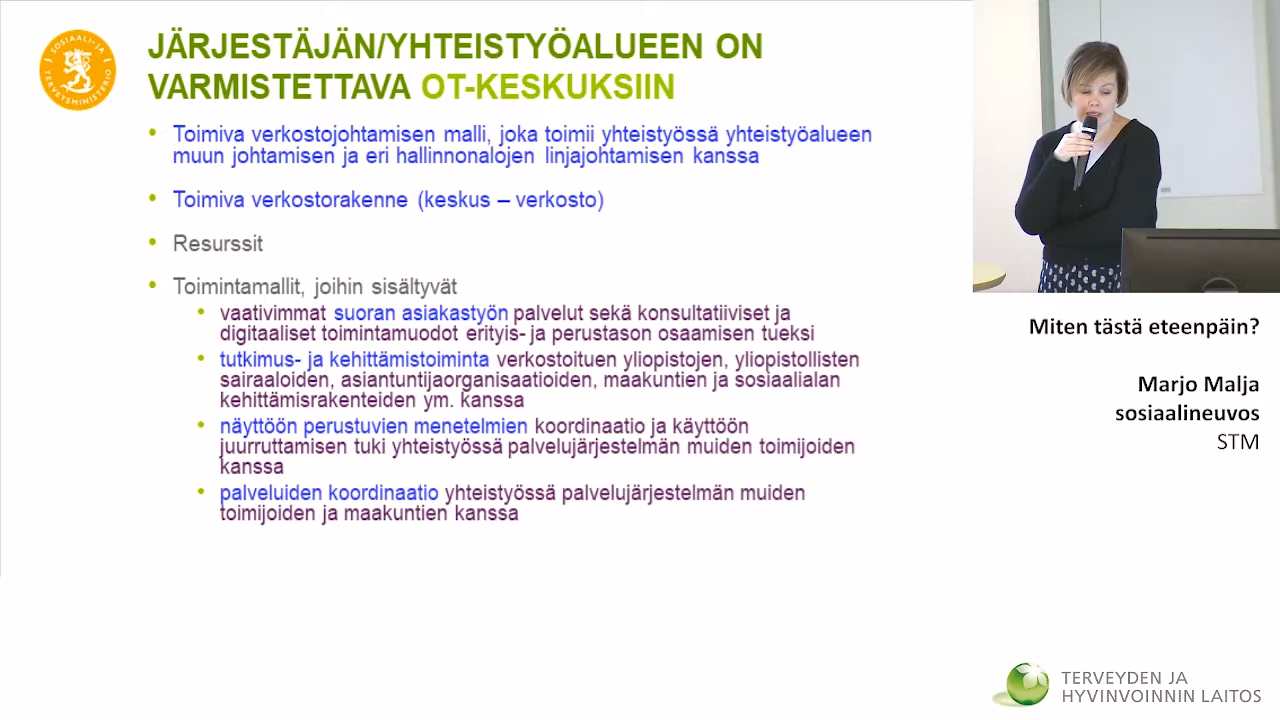 SOSIAALI- JA TERVEYSMINISTERIÖ
JÄRJESTÄJÄN/YHTEISTYÖALUEEN ON
VARMISTETTAVA OT-KESKUKSIIN
• Toimiva verkostojohtamisen malli, joka toimii yhteistyössä yhteistyöalueen
muun johtamisen ja eri hallinnonalojen linjajohtamisen kanssa
• Toimiva verkostorakenne (keskus – verkosto)
• Resurssit
• Toimintamallit, joihin sisältyvät
• vaativimmat suoran asiakastyön palvelut sekä konsultatiiviset ja
digitaaliset toimintamuodot erityis- ja perustason osaamisen tueksi
• tutkimus- ja kehittämistoiminta verkostoituen yliopistojen, yliopistollisten
sairaaloiden, asiantuntijaorganisaatioiden, maakuntien ja sosiaalialan
kehittämisrakenteiden ym. kanssa
• näyttöön perustuvien menetelmien koordinaatio ja käyttöön
juurruttamisen tuki yhteistyössä palvelujärjestelmän muiden toimijoiden
kanssa
• palveluiden koordinaatio yhteistyössä palvelujärjestelmän muiden
toimijoiden ja maakuntien kanssa
Miten tästä eteenpäin?
Marjo Malja
sosiaalineuvos
STM
TERVEYDEN JA
HYVINVOINNIN LAITOS